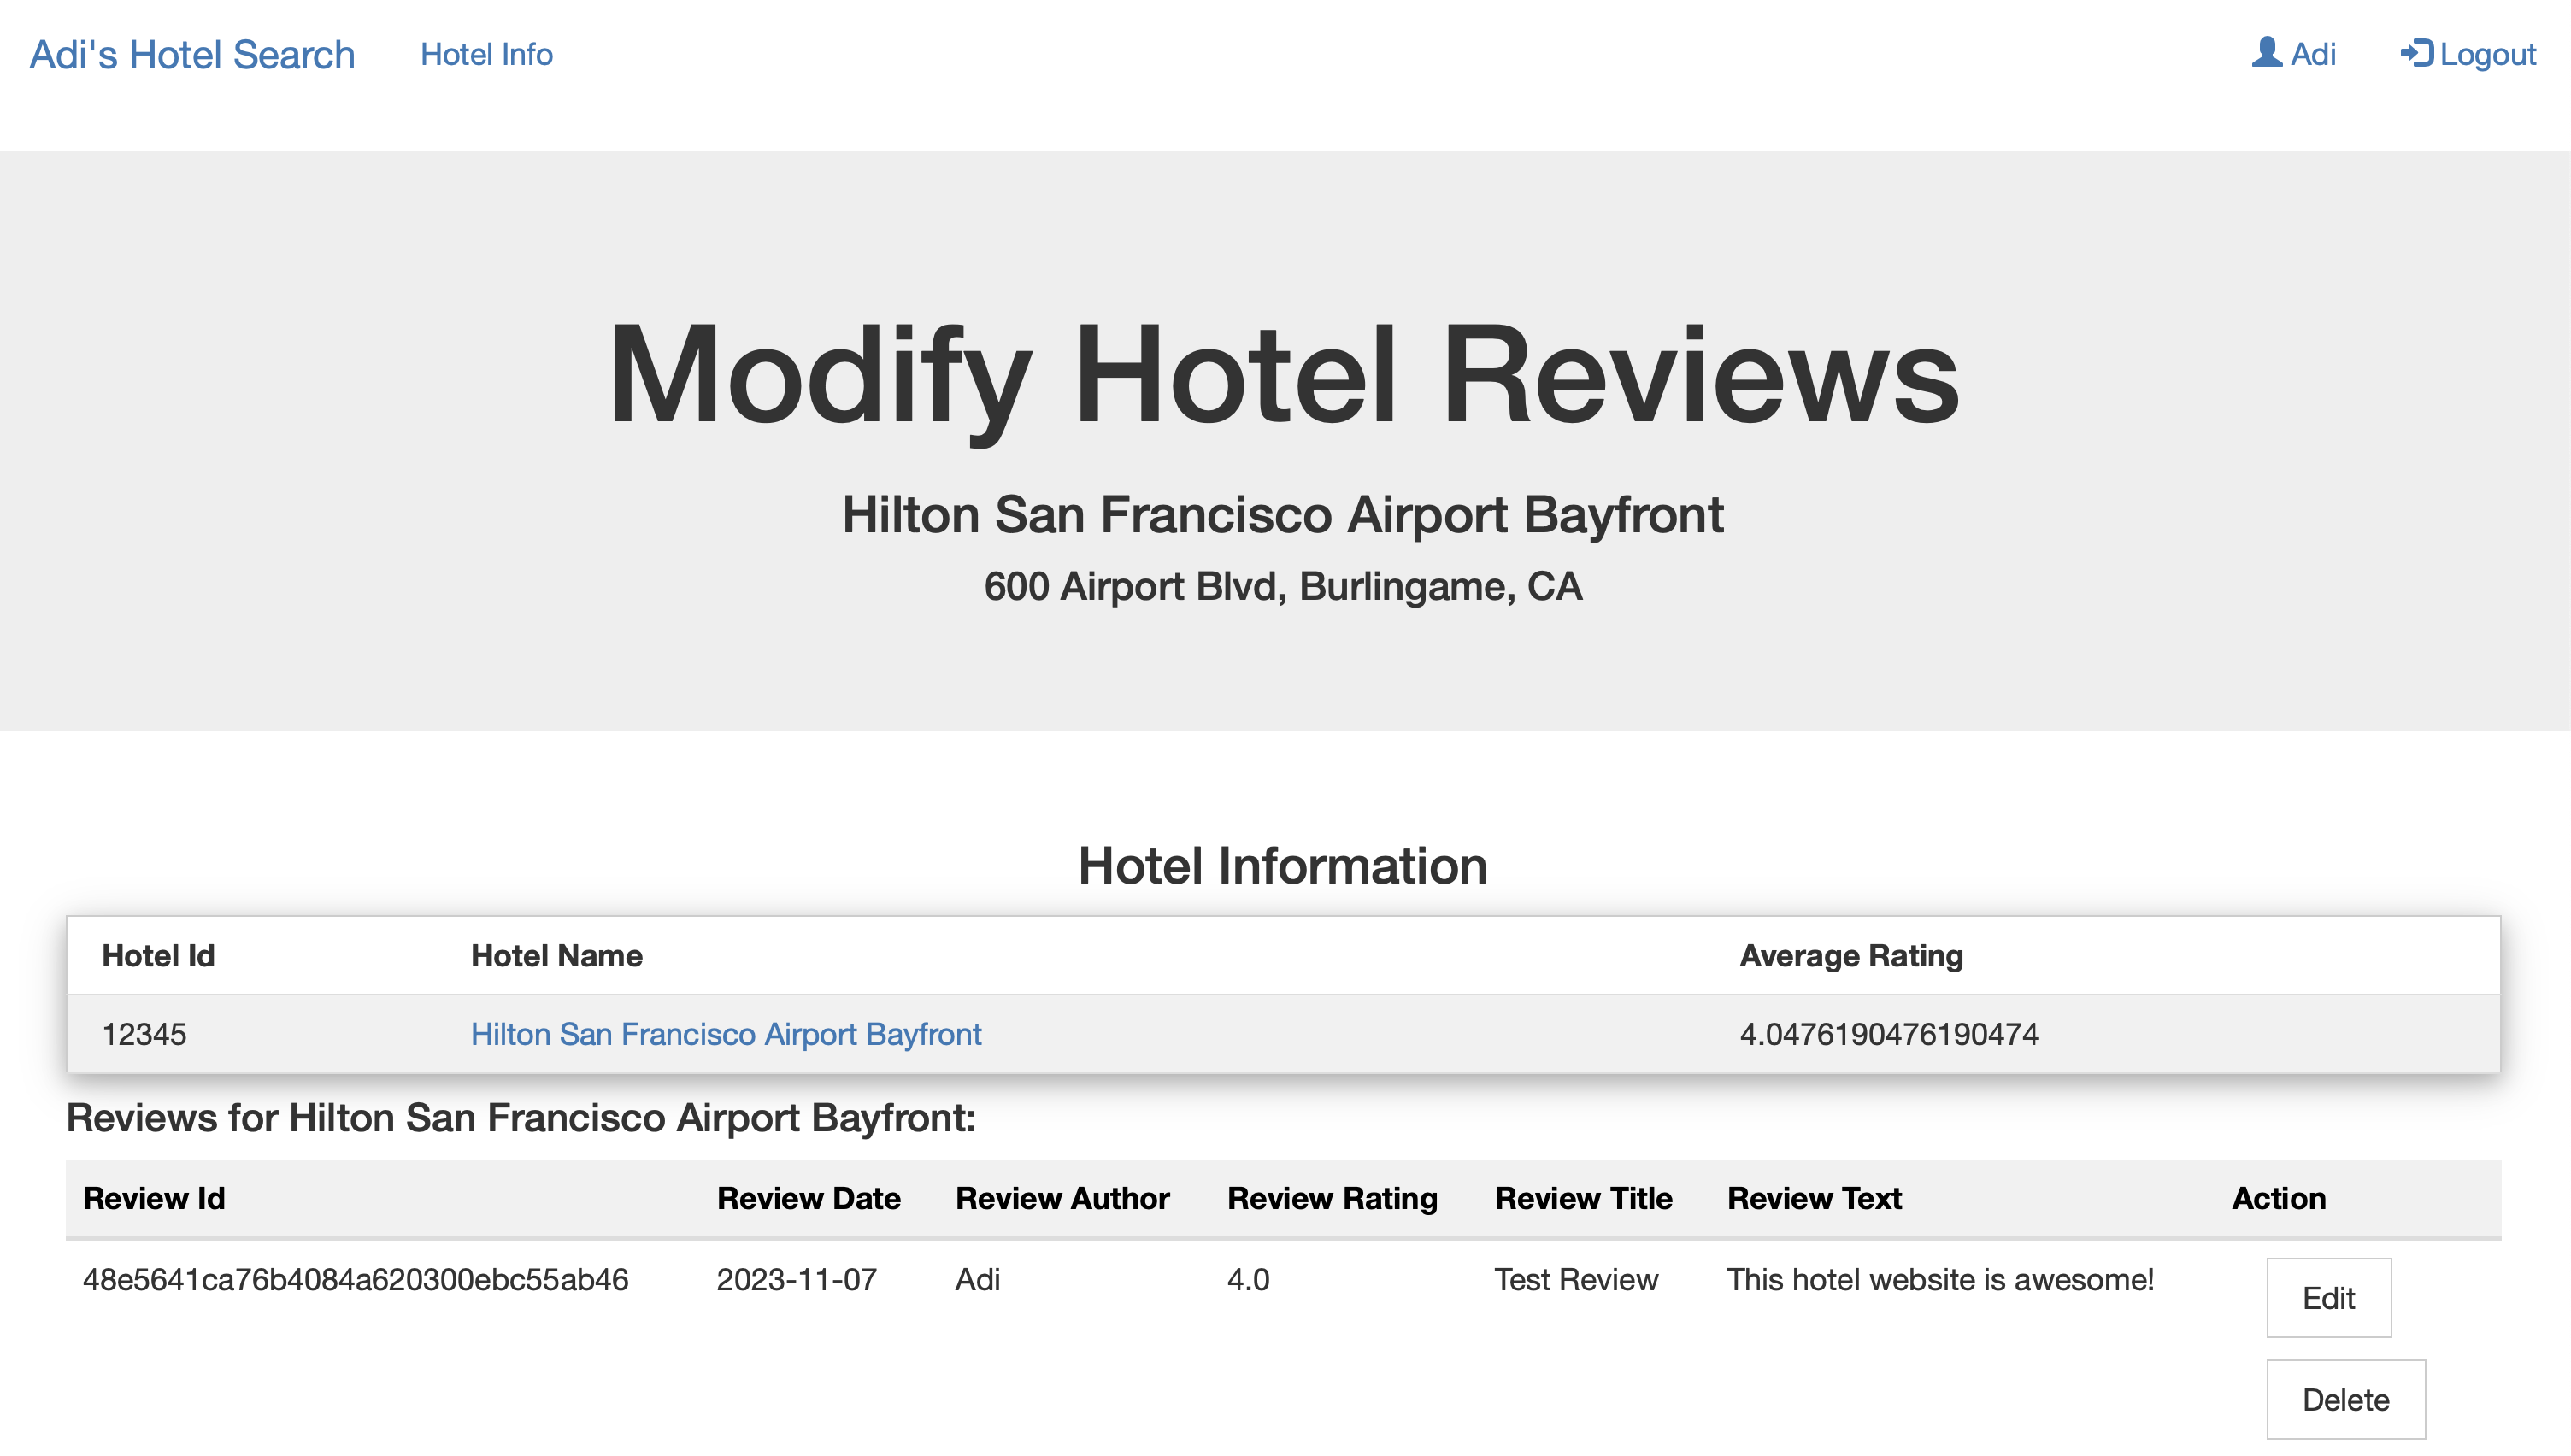 Adi's Hotel Search Hotel Info Adi Logout
Modify Hotel Reviews
Hilton San Francisco Airport Bayfront
600 Airport Blvd, Burlingame, CA
Hotel Information
Hotel Id Hotel Name Average Rating
12345 Hilton San Francisco Airport Bayfront 4.0476190476190474
Reviews for Hilton San Francisco Airport Bayfront:
Review Id Review Date Review Author Review Rating Review Title Review Text Action
48e5641ca76b4084a620300ebc55ab46 2023-11-07 Adi 4.0 Test Review This hotel website is awesome! Edit
Delete